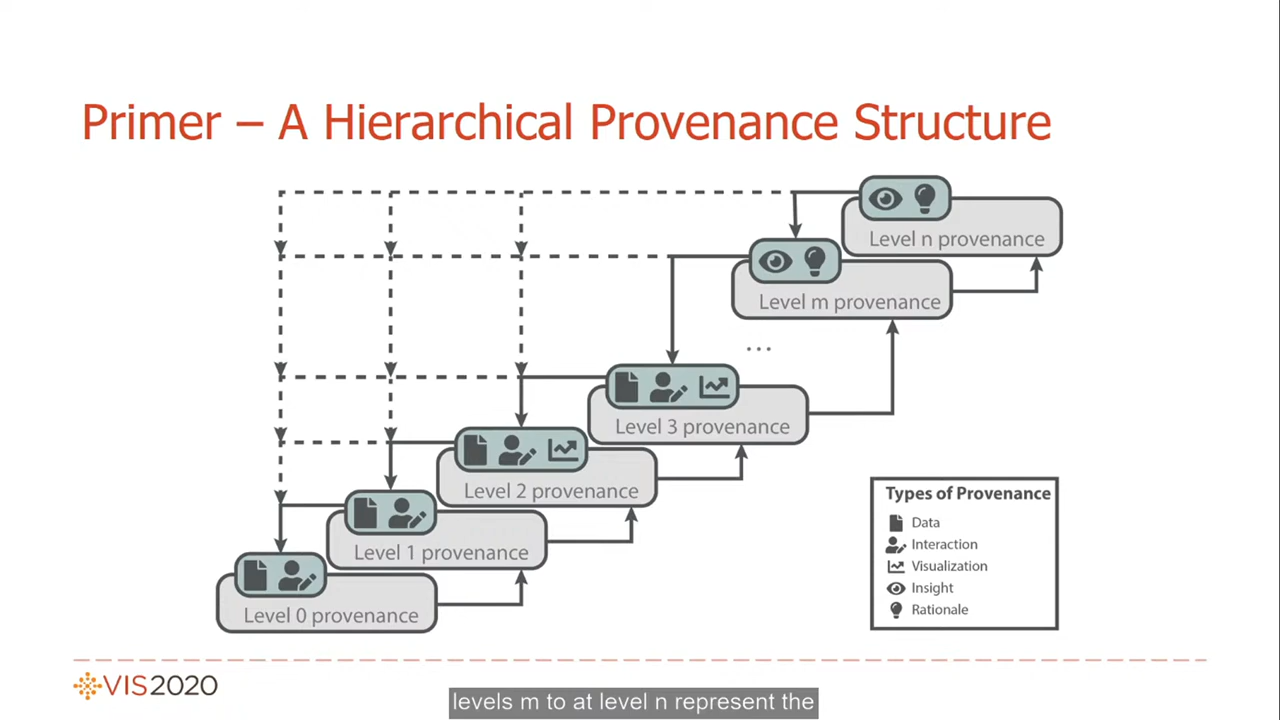 Primer – A Hierarchical Provenance Structure
Level n provenance
Level m provenance
...
Level 3 provenance
Level 2 provenance
Level 1 provenance
Level 0 provenance
Types of Provenance
Data
Interaction
Visualization
Insight
Rationale
VIS2020
levels m to at level n represent the